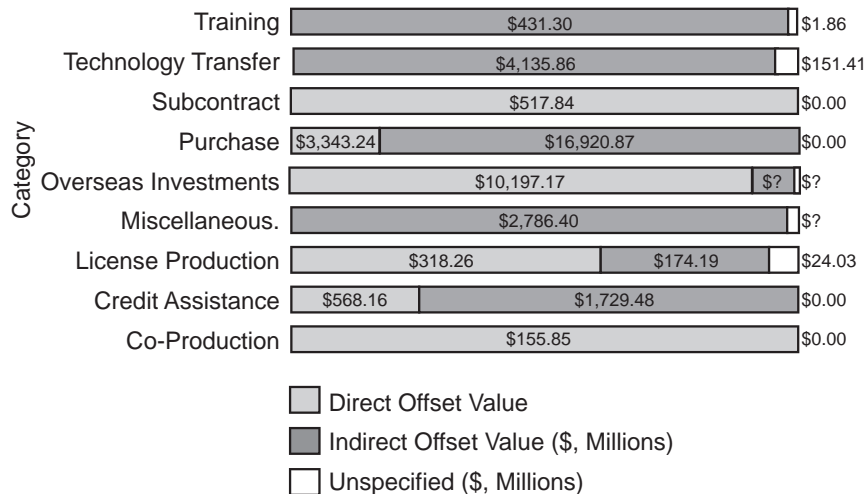 Category
Training $431.30 $1.86
Technology Transfer $4,135.86 $151.41
Subcontract $517.84 $0.00
Purchase $3,343.24 $16,920.87 $0.00
Overseas Investments $10,197.17 $? $?
Miscellaneous. $2,786.40 $?
License Production $318.26 $174.19 $24.03
Credit Assistance $568.16 $1,729.48 $0.00
Co-Production $155.85 $0.00
Direct Offset Value
Indirect Offset Value ($, Millions)
Unspecified ($, Millions)